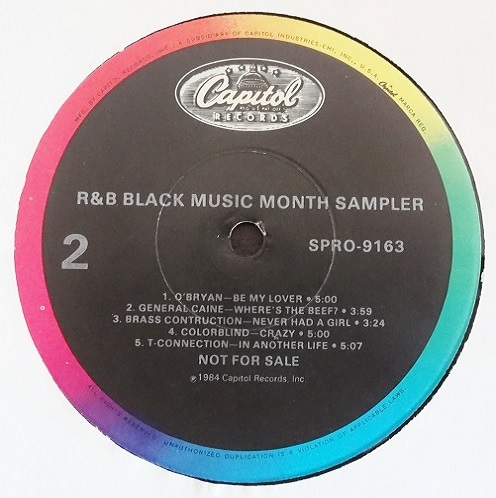 MFG. BY CAPITOL RECORDS, INC., A SUBSIDIARY OF CAPITOL INDUSTRIES-EMI, INC., U.S.A. Capitol MARCA REG.
Capitol
RECORDS
R&B BLACK MUSIC MONTH SAMPLER
2
SPRO-9163
1. O'BRYAN—BE MY LOVER • 5:00
2. GENERAL CAINE—WHERE'S THE BEEF? • 3:59
3. BRASS CONTRUCTION—NEVER HAD A GIRL • 3:24
4. COLORBLIND—CRAZY • 5:00
5. T-CONNECTION—IN ANOTHER LIFE • 5:07
NOT FOR SALE
℗1984 Capitol Records, Inc.
ALL RIGHTS RESERVED. UNAUTHORIZED DUPLICATION IS A VIOLATION OF APPLICABLE LAWS.